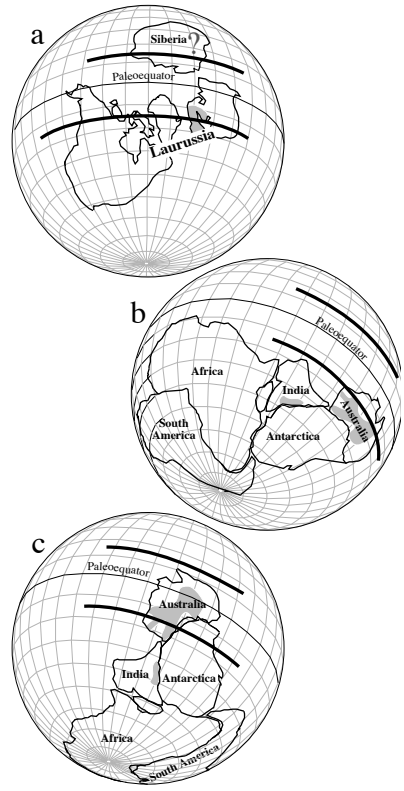 a
Siberia?
Paleoequator
Laurussia
b
Paleoequator
Africa
India
Australia
South
America
Antarctica
c
Paleoequator
Australia
India
Antarctica
Africa
South America